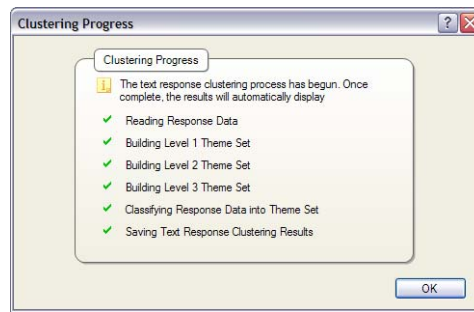 Clustering Progress
Clustering Progress
The text response clustering process has begun. Once
complete, the results will automatically display
Reading Response Data
Building Level 1 Theme Set
Building Level 2 Theme Set
Building Level 3 Theme Set
Classifying Response Data into Theme Set
Saving Text Response Clustering Results
OK